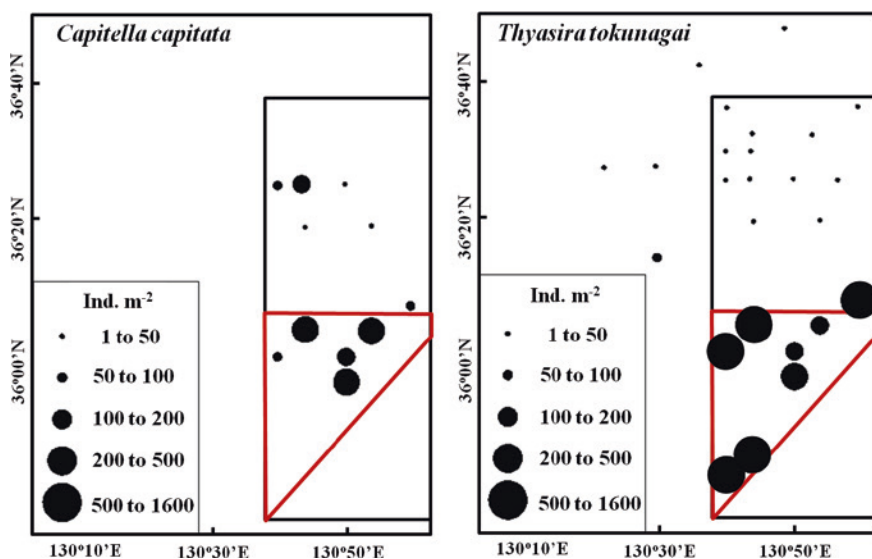 Capitella capitata
36°40'N
36°20'N
36°00'N
Ind. m-2
1 to 50
50 to 100
100 to 200
200 to 500
500 to 1600
130°10'E
130°30'E
130°50'E
Thyasira tokunagai
36°40'N
36°20'N
36°00'N
Ind. m-2
1 to 50
50 to 100
100 to 200
200 to 500
500 to 1600
130°10'E
130°30'E
130°50'E